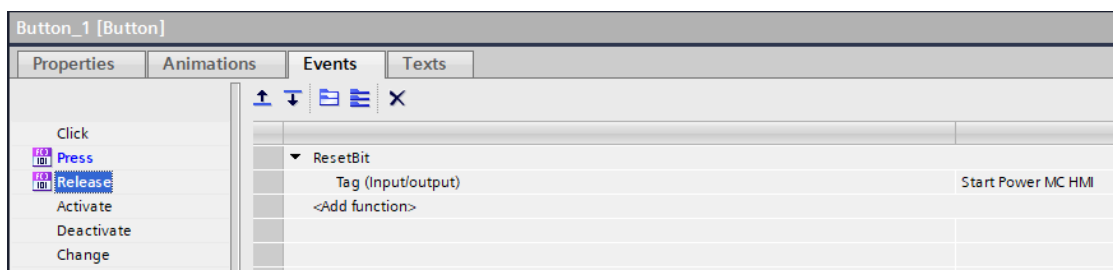 Button_1 [Button]
Properties Animations Events Texts
Click
Press
Release
Activate
Deactivate
Change
ResetBit
Tag (Input/output) Start Power MC HMI
<Add function>